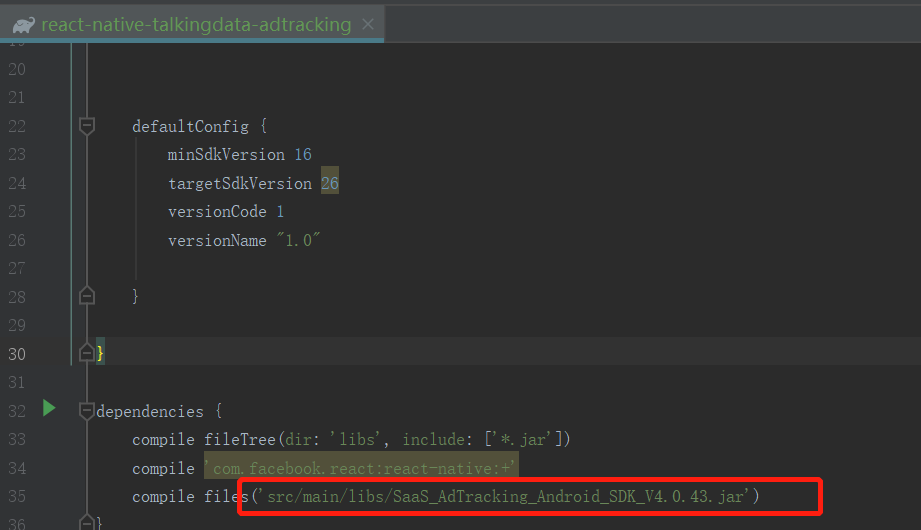 react-native-talkingdata-adtracking
20
21
22 defaultConfig {
23 minSdkVersion 16
24 targetSdkVersion 26
25 versionCode 1
26 versionName "1.0"
27
28 }
29
30 }
31
32 dependencies {
33 compile fileTree(dir: 'libs', include: ['*.jar'])
34 compile 'com.facebook.react:react-native:+'
35 compile files('src/main/libs/SaaS_AdTracking_Android_SDK_V4.0.43.jar')
36 }